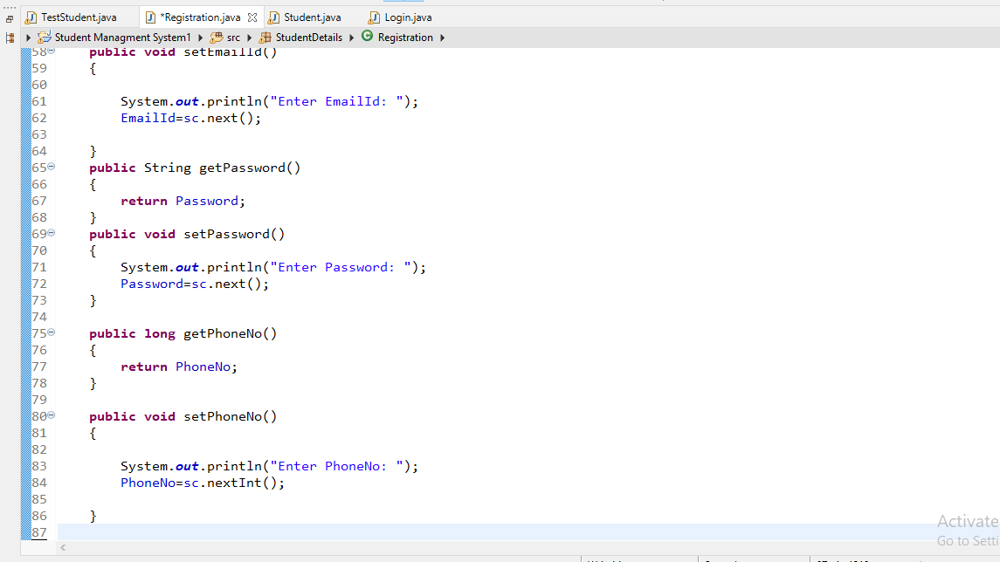 TestStudent.java *Registration.java Student.java Login.java
Student Managment System1 src StudentDetails Registration
58 public void setEmailId()
59 {
60
61 System.out.println("Enter EmailId: ");
62 EmailId=sc.next();
63
64 }
65 public String getPassword()
66 {
67 return Password;
68 }
69 public void setPassword()
70 {
71 System.out.println("Enter Password: ");
72 Password=sc.next();
73 }
74
75 public long getPhoneNo()
76 {
77 return PhoneNo;
78 }
79
80 public void setPhoneNo()
81 {
82
83 System.out.println("Enter PhoneNo: ");
84 PhoneNo=sc.nextInt();
85
86 }
87
Activate
Go to Setti